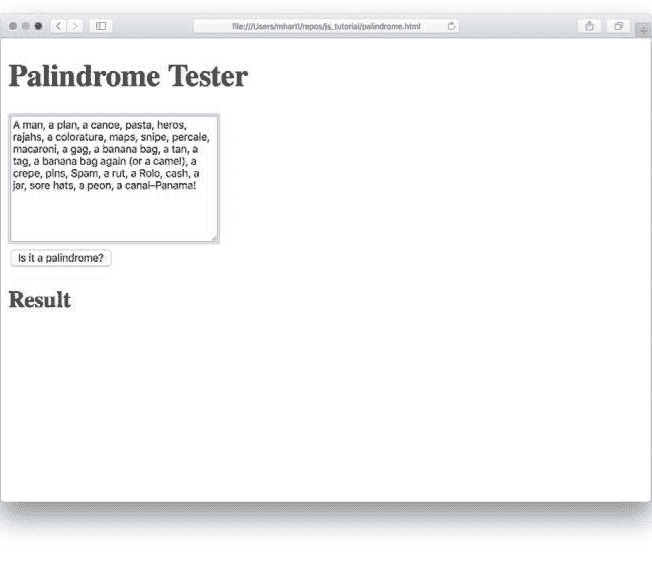 file:///Users/mhartl/repos/js_tutorial/palindrome.html
Palindrome Tester
A man, a plan, a canoe, pasta, heros,
rajahs, a coloratura, maps, snipe, percale,
macaroni, a gag, a banana bag, a tan, a
tag, a banana bag again (or a camel), a
crepe, pins, Spam, a rut, a Rolo, cash, a
jar, sore hats, a peon, a canal–Panama!
Is it a palindrome?
Result